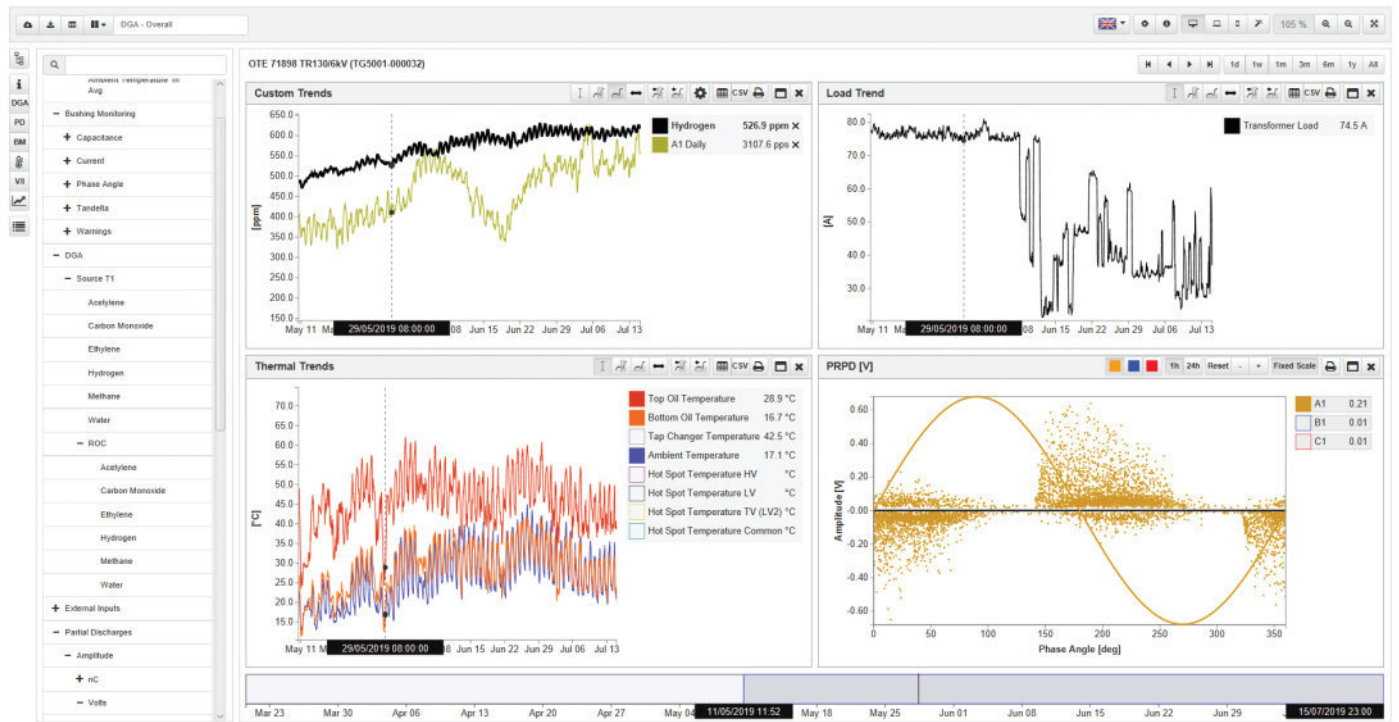 DGA - Overall
105 %
OTE 71898 TR130/6kV (TG5001-000032)
1d 1w 1m 3m 6m 1y All
i
DGA
PD
BM
V/I
Ambient Temperature Tm
Avg
− Bushing Monitoring
+ Capacitance
+ Current
+ Phase Angle
+ Tandelta
+ Warnings
− DGA
− Source T1
Acetylene
Carbon Monoxide
Ethylene
Hydrogen
Methane
Water
− ROC
Acetylene
Carbon Monoxide
Ethylene
Hydrogen
Methane
Water
+ External Inputs
− Partial Discharges
− Amplitude
+ nC
− Volts
Custom Trends
CSV
650.0
600.0
550.0
500.0
450.0
400.0
350.0
300.0
250.0
200.0
150.0
[ppm]
Hydrogen 526.9 ppm ×
A1 Daily 3107.6 pps ×
May 11 Ma 29/05/2019 08:00:00 08 Jun 15 Jun 22 Jun 29 Jul 06 Jul 13
Load Trend
CSV
80.0
70.0
60.0
50.0
40.0
30.0
[A]
Transformer Load 74.5 A
May 11 Ma 29/05/2019 08:00:00 08 Jun 15 Jun 22 Jun 29 Jul 06 Jul 13
Thermal Trends
CSV
70.0
65.0
60.0
55.0
50.0
45.0
40.0
35.0
30.0
25.0
20.0
15.0
[°C]
Top Oil Temperature 28.9 °C
Bottom Oil Temperature 16.7 °C
Tap Changer Temperature 42.5 °C
Ambient Temperature 17.1 °C
Hot Spot Temperature HV °C
Hot Spot Temperature LV °C
Hot Spot Temperature TV (LV2) °C
Hot Spot Temperature Common °C
May 11 M 29/05/2019 08:00:00 8 Jun 15 Jun 22 Jun 29 Jul 06 Jul 13
PRPD [V]
1h 24h Reset - + Fixed Scale
0.60
0.40
0.20
-0.00
-0.20
-0.40
-0.60
Amplitude [V]
A1 0.21
B1 0.01
C1 0.01
0 50 100 150 200 250 300 350
Phase Angle [deg]
Mar 23 Mar 30 Apr 06 Apr 13 Apr 20 Apr 27 May 04 11/05/2019 11:52 May 18 May 25 Jun 01 Jun 08 Jun 15 Jun 22 Jun 29 15/07/2019 23:00